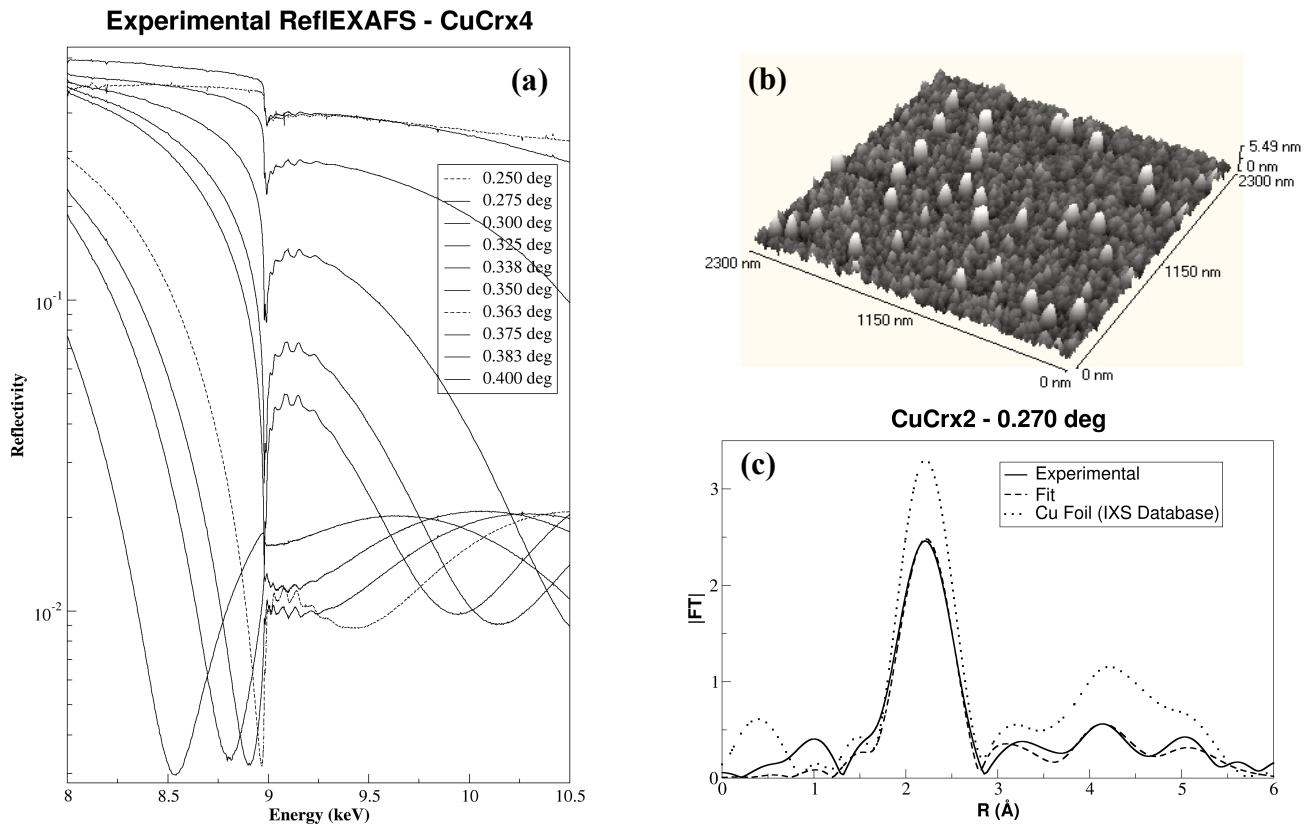 Experimental ReflEXAFS - CuCrx4
(a)
0.250 deg
0.275 deg
0.300 deg
0.325 deg
0.338 deg
0.350 deg
0.363 deg
0.375 deg
0.383 deg
0.400 deg
10-1
10-2
Reflectivity
8
8.5
9
9.5
10
10.5
Energy (keV)
(b)
5.49 nm
0 nm
2300 nm
2300 nm
1150 nm
1150 nm
0 nm
0 nm
CuCrx2 - 0.270 deg
(c)
Experimental
Fit
Cu Foil (IXS Database)
3
2
1
0
|FT|
0
1
2
3
4
5
6
R (Å)